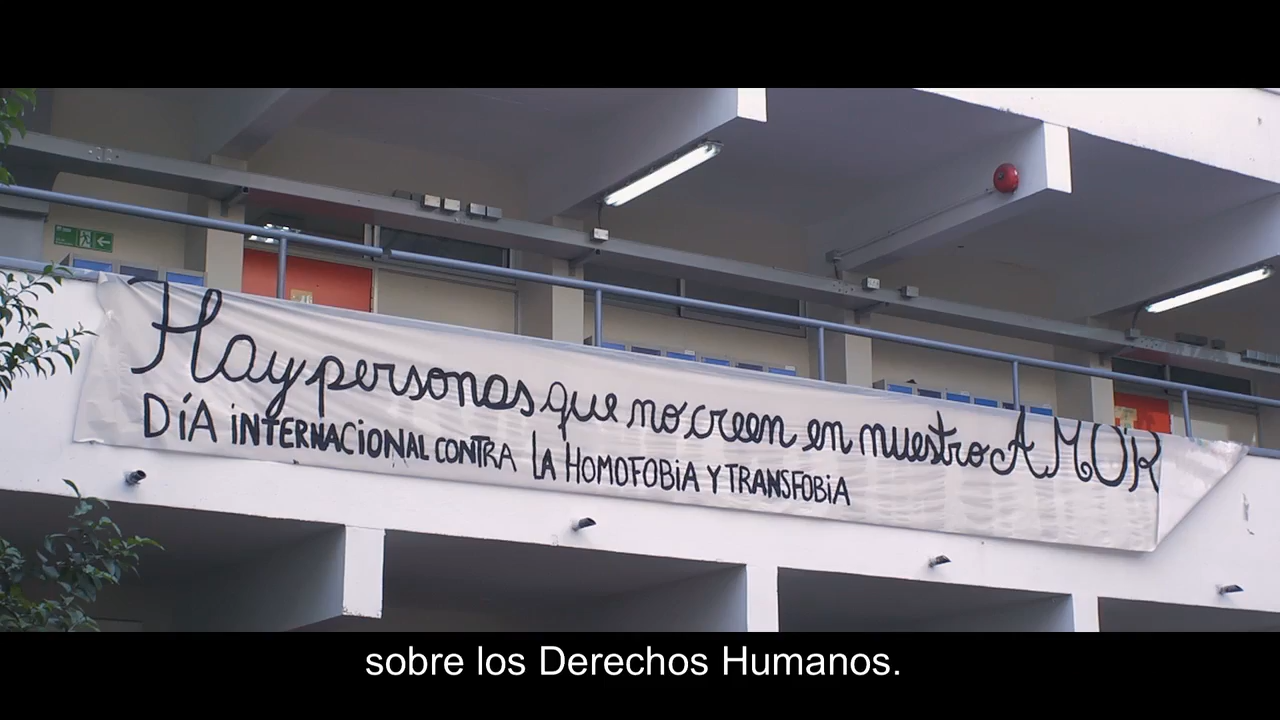 Hay personas que no creen en nuestro AMOR
DÍA iNTERNACiONAL CONTRA LA HOMOFOBiA Y TRANSFOBiA
sobre los Derechos Humanos.